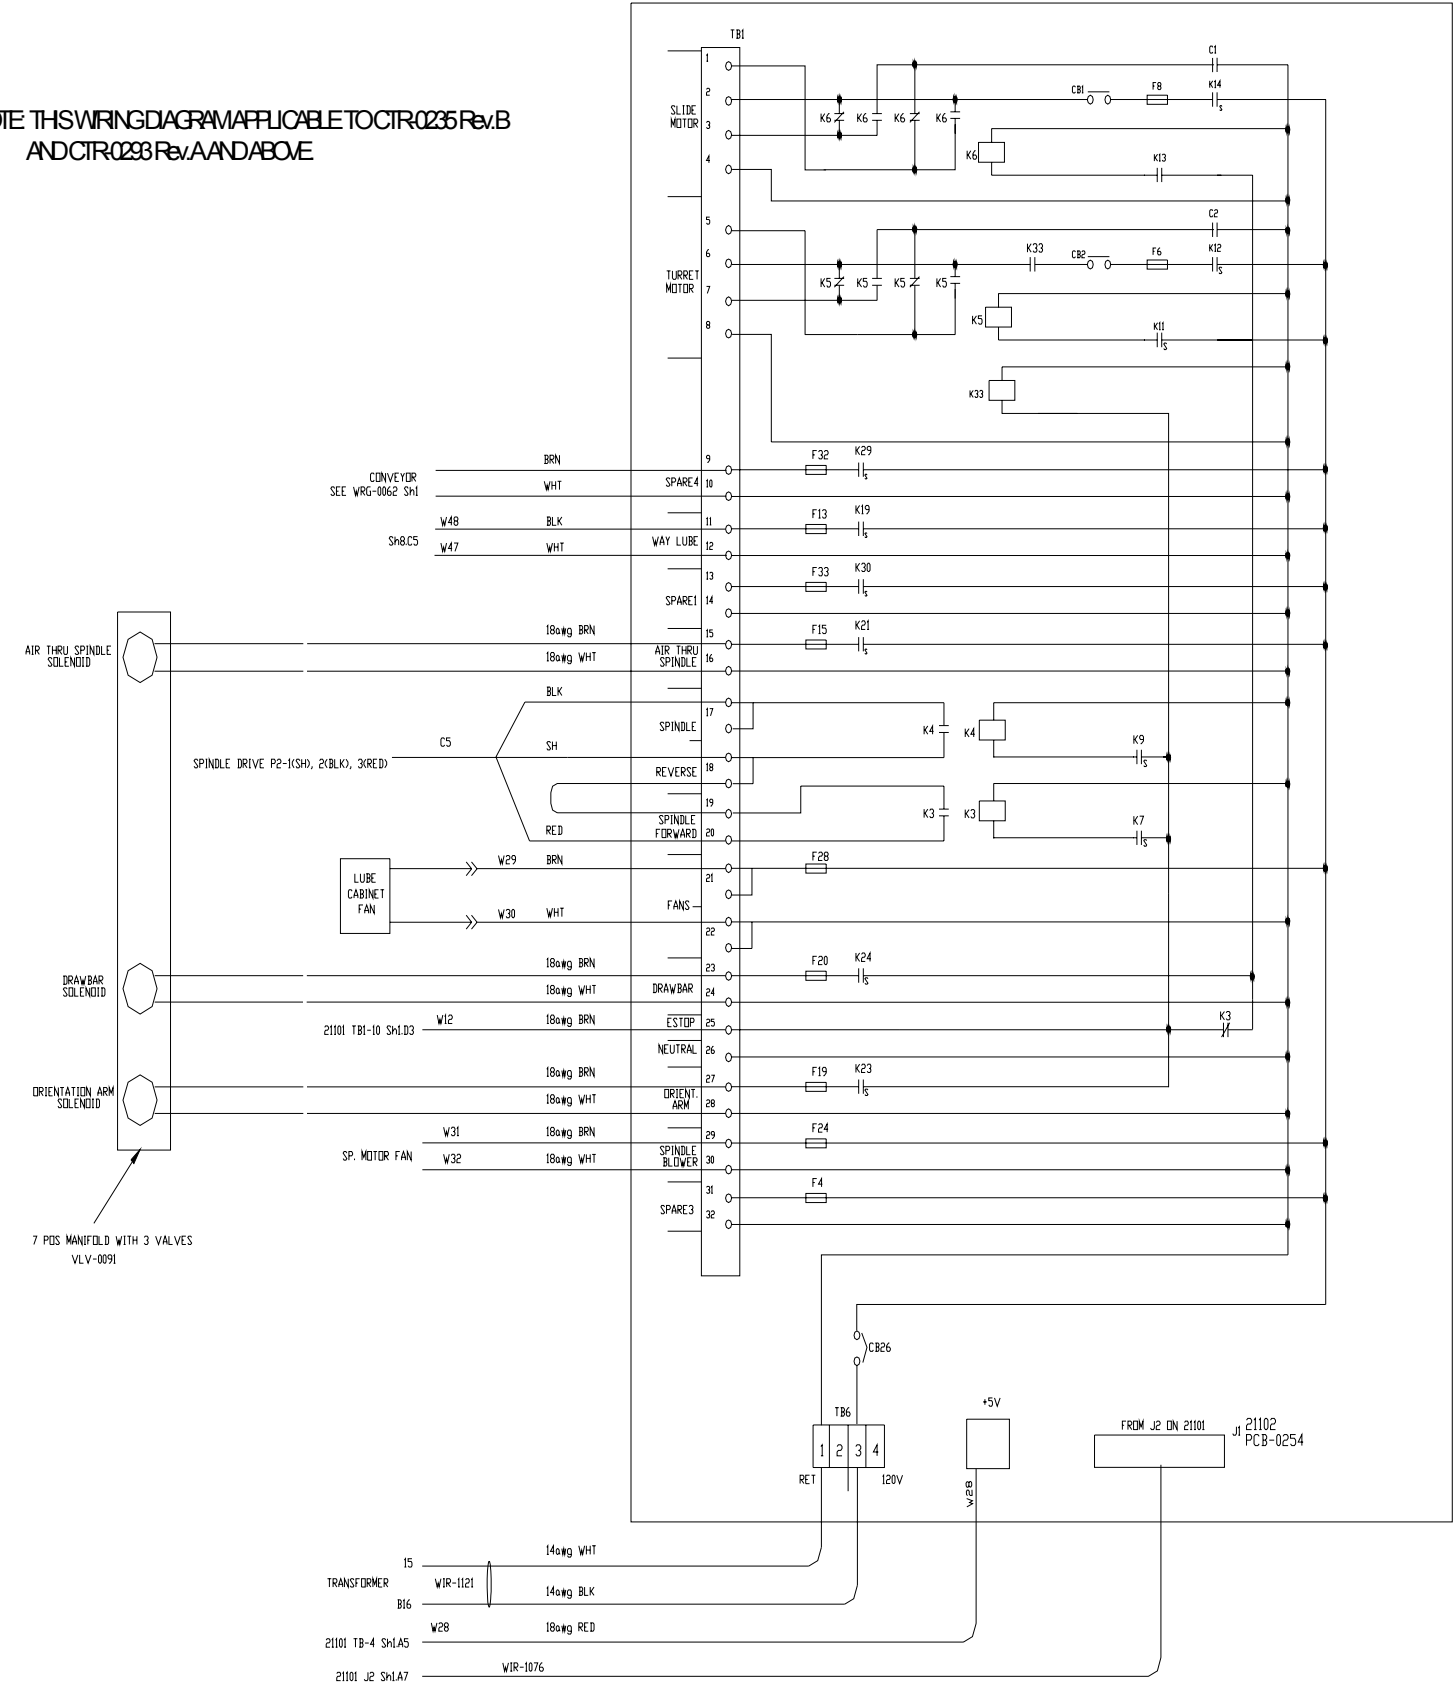 TB1
OTE: THIS WIRING DIAGRAM APPLICABLE TO CTR-0235 Rev. B
AND CTR-0293 Rev. A AND ABOVE.
1
2
SLIDE
MOTOR
3
4
C1
CB1
F8
K14
K6
K6
K6
K6
K6
K13
5
6
TURRET
MOTOR
7
8
C2
K33
CB2
F6
K12
S
K5
K5
K5
K5
K5
K11
S
K33
CONVEYOR
SEE WRG-0062 Sh1
BRN
WHT
9
SPARE4
10
F32
K29
S
Sh8.C5
W48
BLK
W47
WHT
11
WAY LUBE
12
F13
K19
S
13
SPARE1
14
F33
K30
S
AIR THRU SPINDLE
SOLENOID
18awg BRN
18awg WHT
15
AIR THRU
SPINDLE
16
F15
K21
S
BLK
17
SPINDLE
K4
K4
K9
S
C5
SPINDLE DRIVE P2-1(SH), 2(BLK), 3(RED)
SH
18
REVERSE
19
SPINDLE
FORWARD
20
RED
K3
K3
K7
S
LUBE
CABINET
FAN
W29
BRN
W30
WHT
21
FANS
22
F28
DRAWBAR
SOLENOID
18awg BRN
18awg WHT
23
DRAWBAR
24
F20
K24
S
21101 TB1-10 Sh1.D3
W12
18awg BRN
ESTOP
25
K3
NEUTRAL
26
ORIENTATION ARM
SOLENOID
18awg BRN
18awg WHT
27
ORIENT.
ARM
28
F19
K23
S
SP. MOTOR FAN
W31
18awg BRN
W32
18awg WHT
29
SPINDLE
BLOWER
30
F24
31
SPARE3
32
F4
7 POS MANIFOLD WITH 3 VALVES
VLV-0091
CB26
TB6
1 2 3 4
RET
120V
+5V
W28
FROM J2 ON 21101
J1
21102
PCB-0254
TRANSFORMER
15
B16
WIR-1121
14awg WHT
14awg BLK
21101 TB-4 Sh1.A5
W28
18awg RED
21101 J2 Sh1.A7
WIR-1076